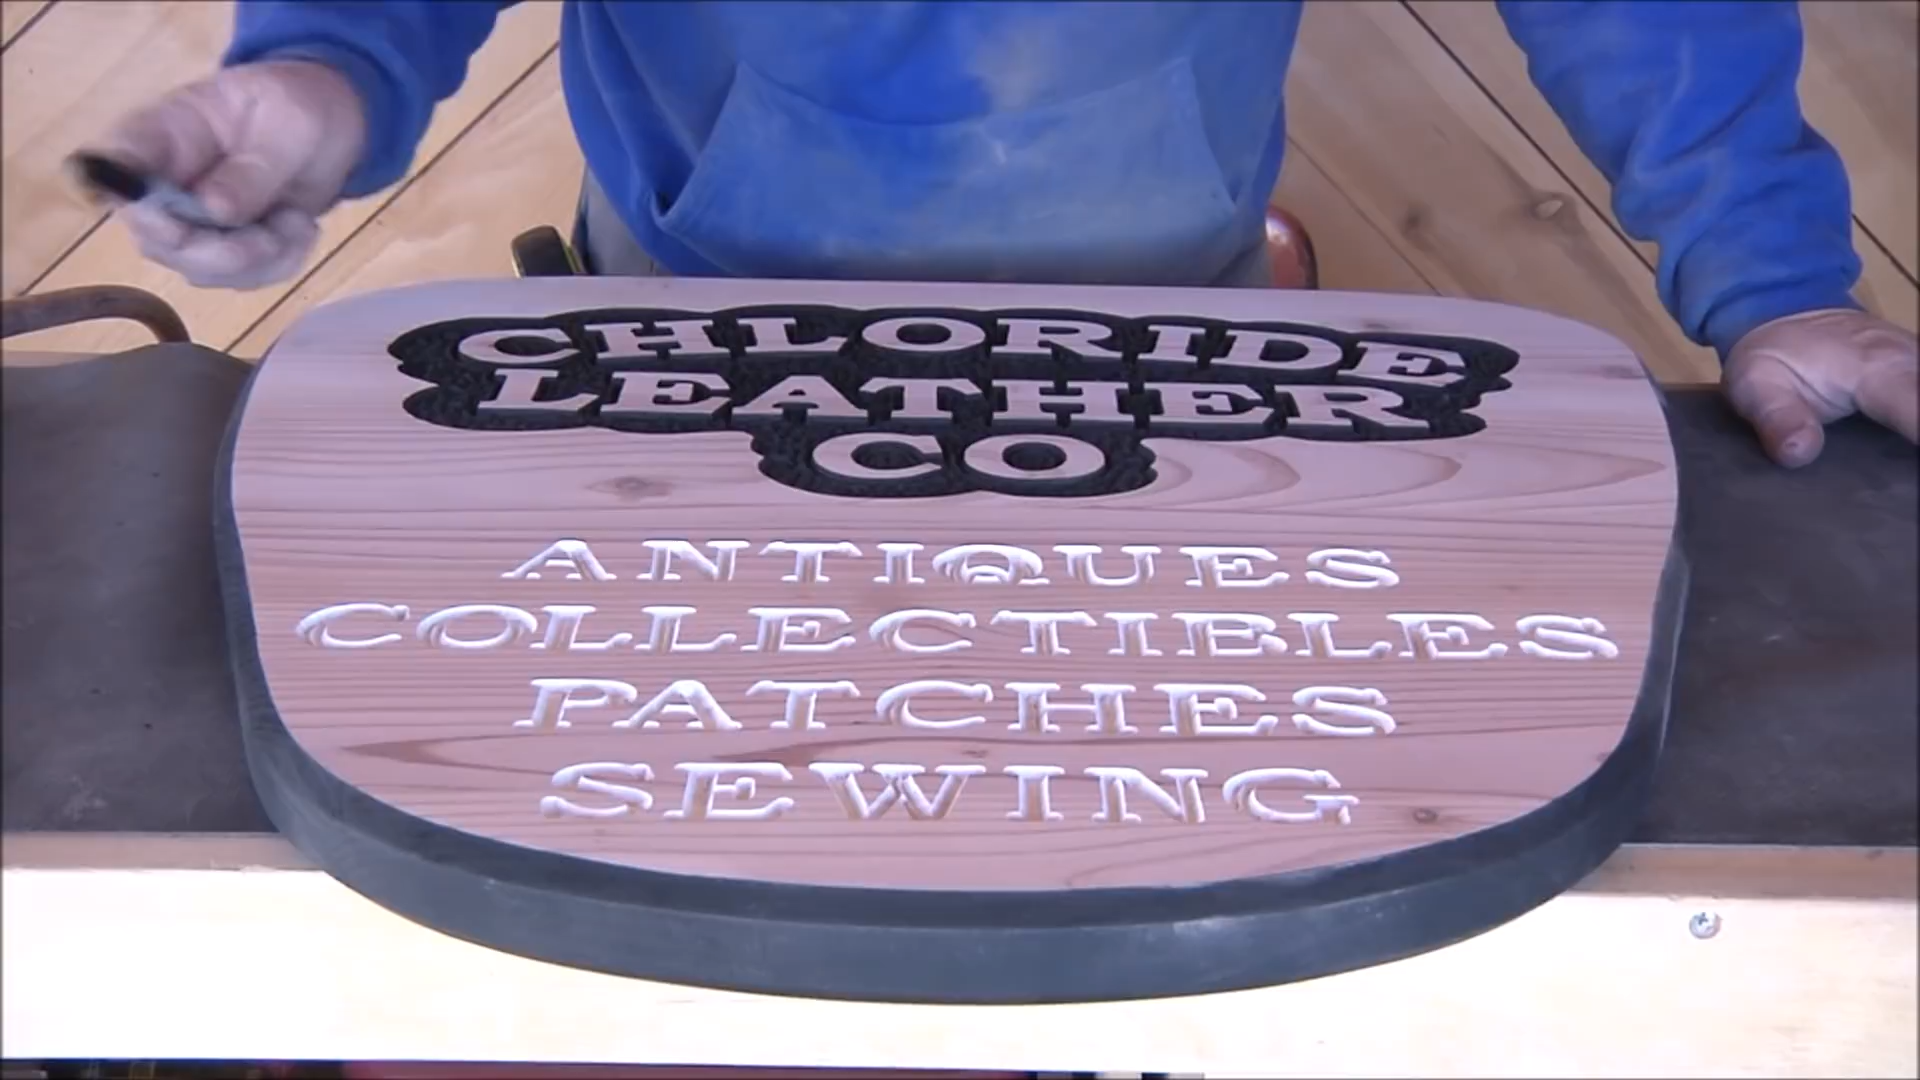 CHLORIDE
LEATHER
CO
ANTIQUES
COLLECTIBLES
PATCHES
SEWING